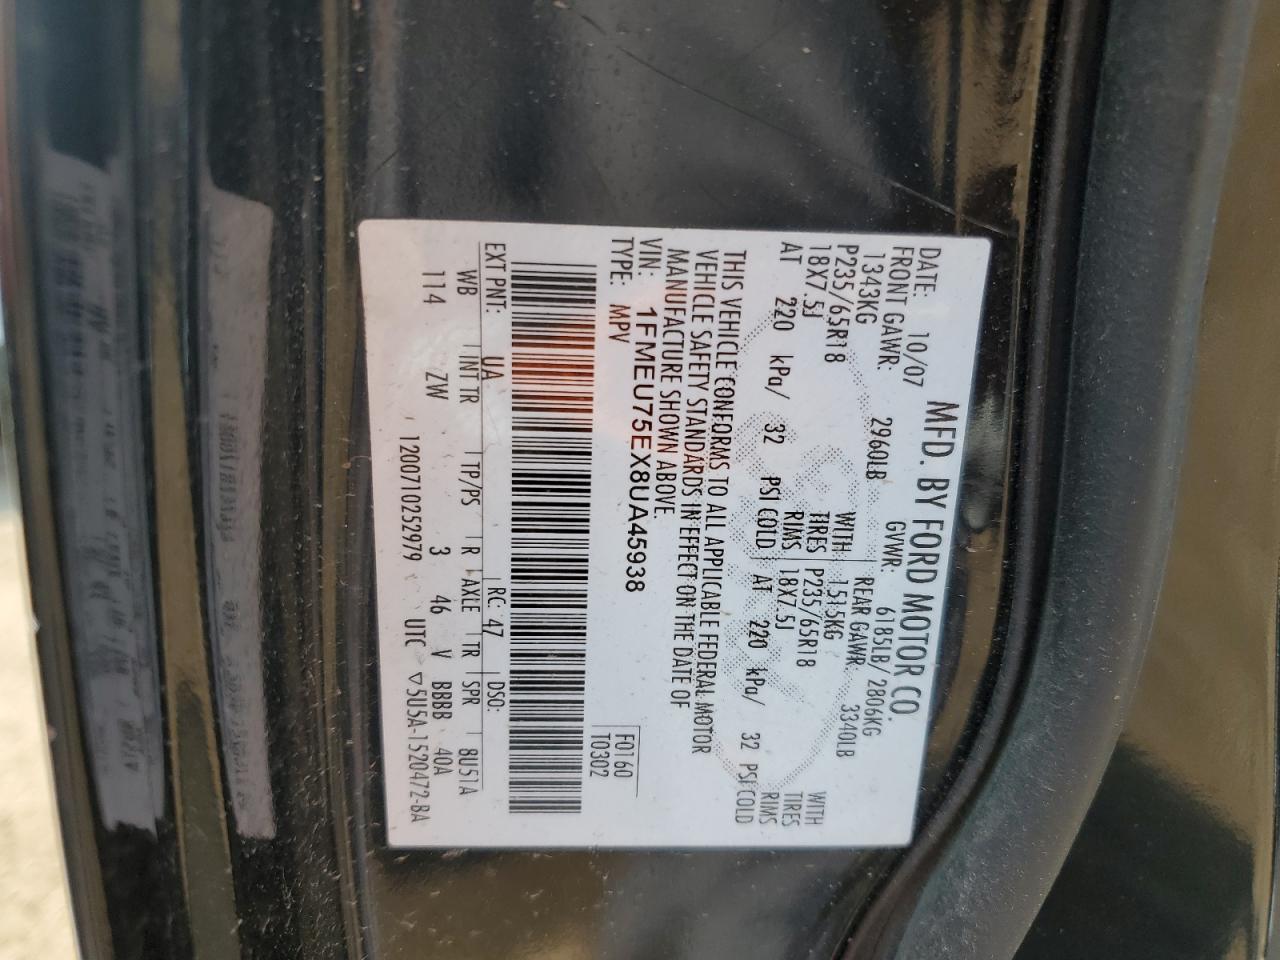 MFD. BY FORD MOTOR CO.
DATE: 10/07 GVWR: 6185LB/ 2806KG
FRONT GAWR: 2960LB REAR GAWR: 3340LB
1343KG WITH 1515KG WITH
P235/65R18 TIRES P235/65R18 TIRES
18X7.5J RIMS 18X7.5J RIMS
AT 220 kPa/ 32 PSI COLD AT 220 kPa/ 32 PSI COLD
THIS VEHICLE CONFORMS TO ALL APPLICABLE FEDERAL MOTOR
VEHICLE SAFETY STANDARDS IN EFFECT ON THE DATE OF
MANUFACTURE SHOWN ABOVE.
VIN: 1FMEU75EX8UA45938
TYPE: MPV
F0160
T0302
EXT PNT: UA RC: 47 DSO:
WB INT TR TP/PS R AXLE TR SPR 8U51A
114 ZW 3 46 V BBBB 40A
120071025297​9 UTC ▽5U5A-1520472-BA